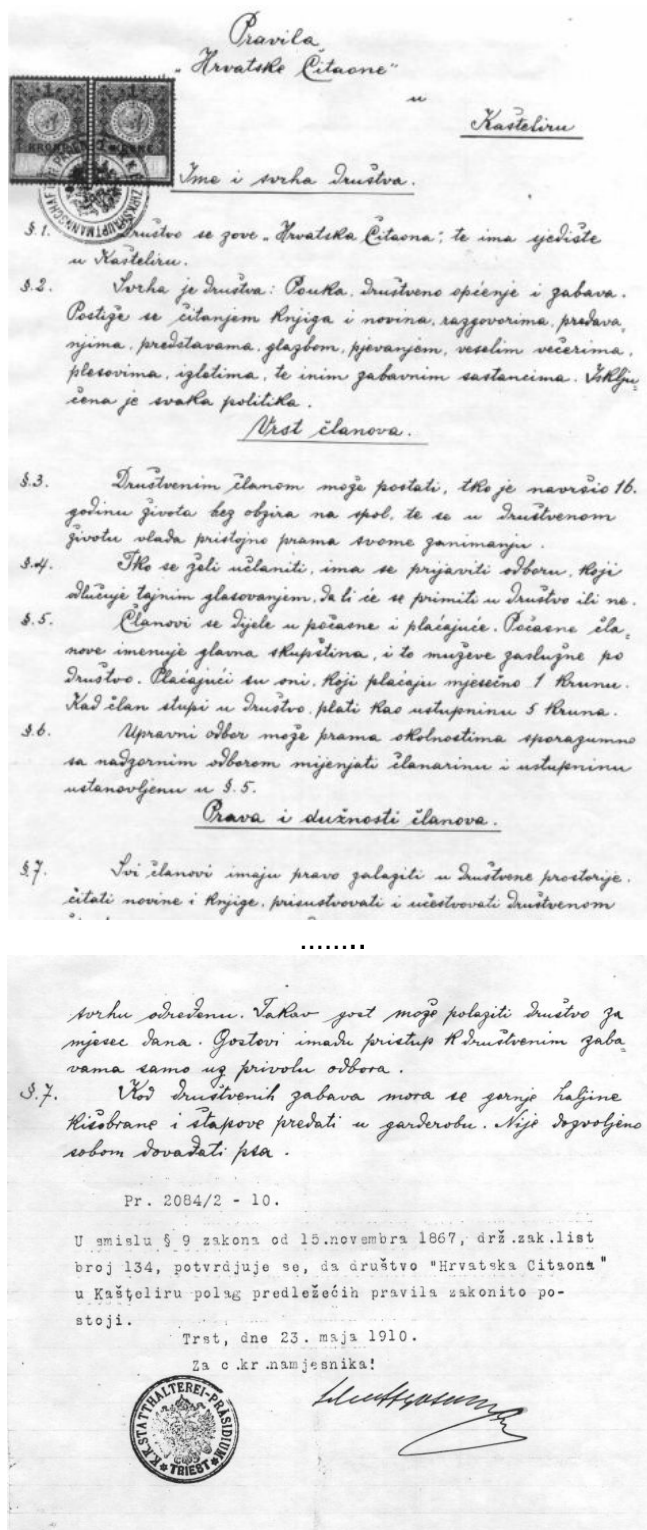 Pravila
„Hrvatske Čitaone"
u
Kašteliru
1 1
KRONE
Ime i svrha društva.
§.1. Društvo se zove „Hrvatska Čitaona", te ima sjedište
u Kašteliru.
§.2. Svrha je društva: Pouka, društveno općenje i zabava.
Postiže se čitanjem knjiga i novina, razgovorima, predava„
njima, predstavama, glazbom, pjevanjem, veselim večerima,
plesovima, izletima, te inim zabavnim sastancima. Isklju„
čena je svaka politika.
Vrst članova.
§.3. Društvenim članom može postati, tko je navršio 16.
godinu života bez obzira na spol, te se u društvenom
životu vlada pristojno prama svome zanimanju.
§.4. Tko se želi učlaniti, ima se prijaviti odboru, koji
odlučuje tajnim glasovanjem, da li će se primiti u društvo ili ne.
§.5. Članovi se dijele u počasne i plaćajuće. Počasne čla„
nove imenuje glavna skupština, i to muževe zaslužne po
društvo. Plaćajući su oni, koji plaćaju mjesečno 1 krunu.
Kad član stupi u društvo, plati kao ustupninu 5 kruna.
§.6. Upravni odbor može prama okolnostima sporazumno
sa nadzornim odborom mijenjati članarinu i ustupninu
ustanovljenu u §.5.
Prava i dužnosti članova.
§.7. Svi članovi imaju pravo zalaziti u društvene prostorije,
čitati novine i knjige, prisustvovati i učestvovati društvenom
........
svrhu određenu. Takav gost može polaziti društvo za
mjesec dana. Gostovi imadu pristup k društvenim zaba„
vama samo uz privolu odbora.
§.7. Kod društvenih zabava mora se gornje haljine
kišobrane i štapove predati u garderobu. Nije dozvoljeno
sobom dovađati psa.
Pr. 2084/2 - 10.
U smislu § 9 zakona od 15.novembra 1867, drž.zak.list
broj 134, potvrdjuje se, da društvo "Hrvatska Citaona"
u Kašteliru polag predležećih pravila zakonito po-
stoji.
Trst, dne 23. maja 1910.
Za c.kr.namjesnika!
K.K.STATTHALTEREI-PRÄSIDIUM
TRIEST